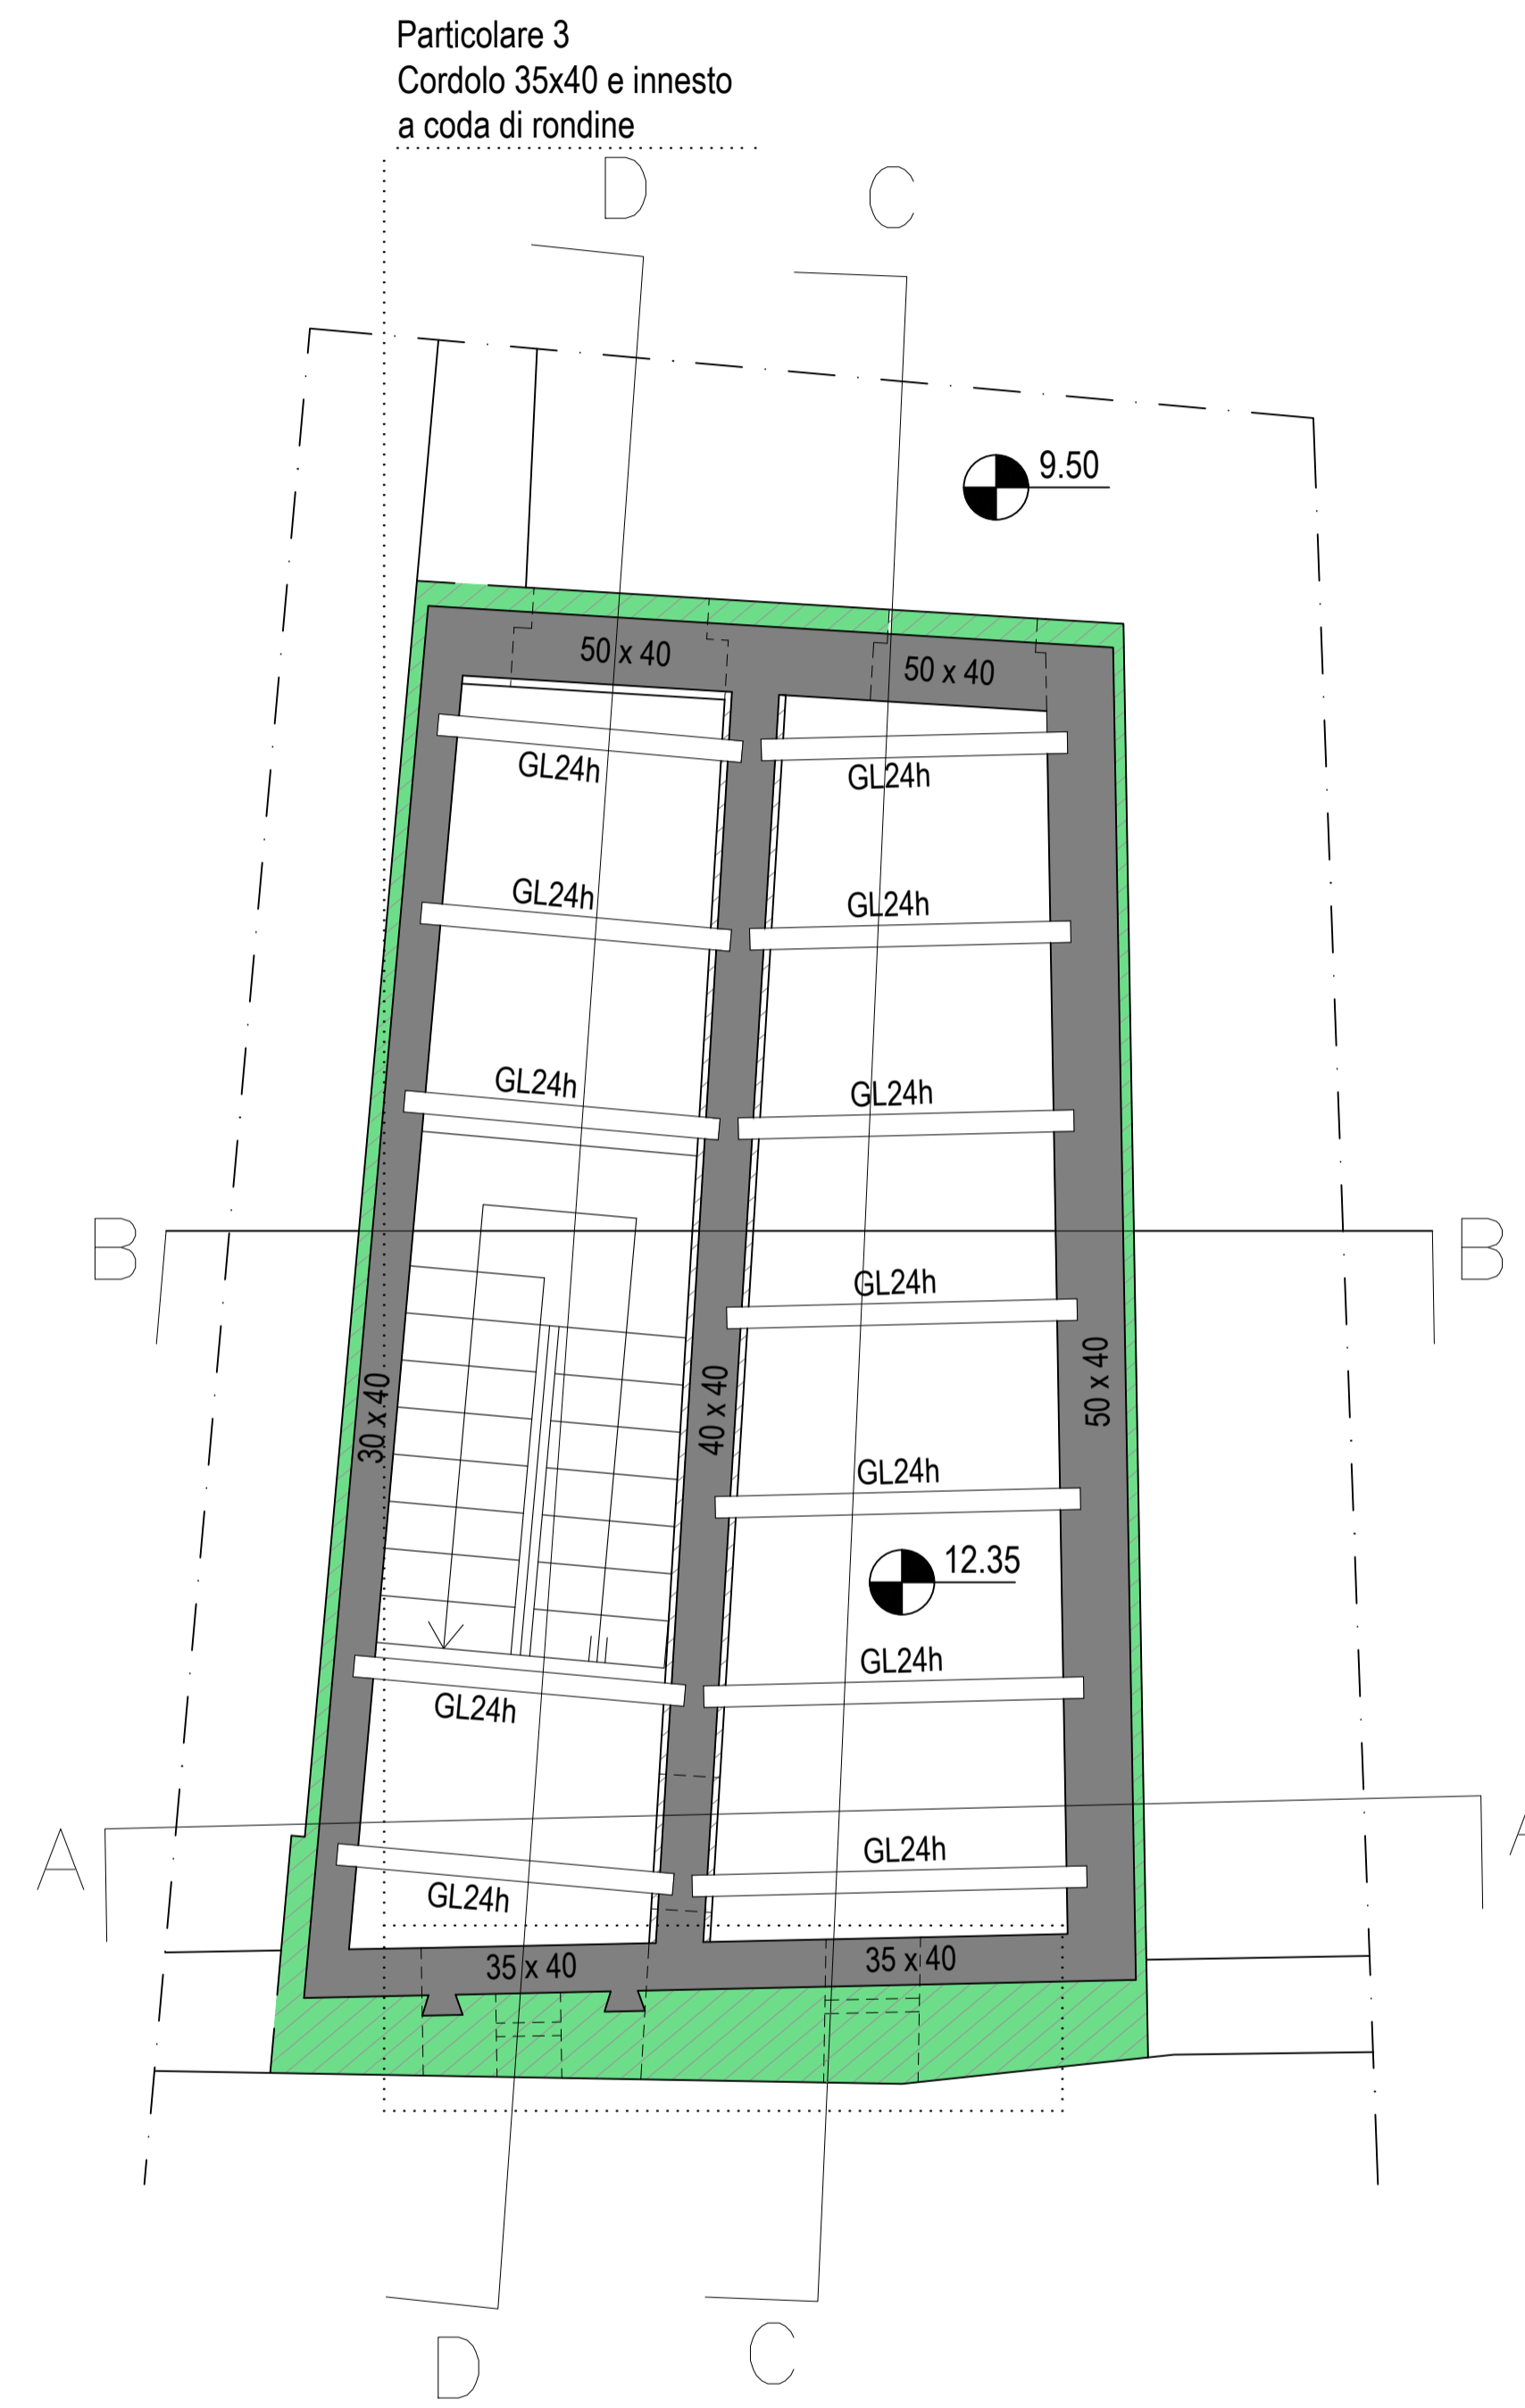 Particolare 3
Cordolo 35x40 e innesto
a coda di rondine
D
C
9.50
50 x 40
50 x 40
GL24h
GL24h
GL24h
GL24h
GL24h
GL24h
B
B
GL24h
30 x 40
40 x 40
50 x 40
GL24h
12.35
GL24h
GL24h
A
A
GL24h
GL24h
35 x 40
35 x 40
D
C